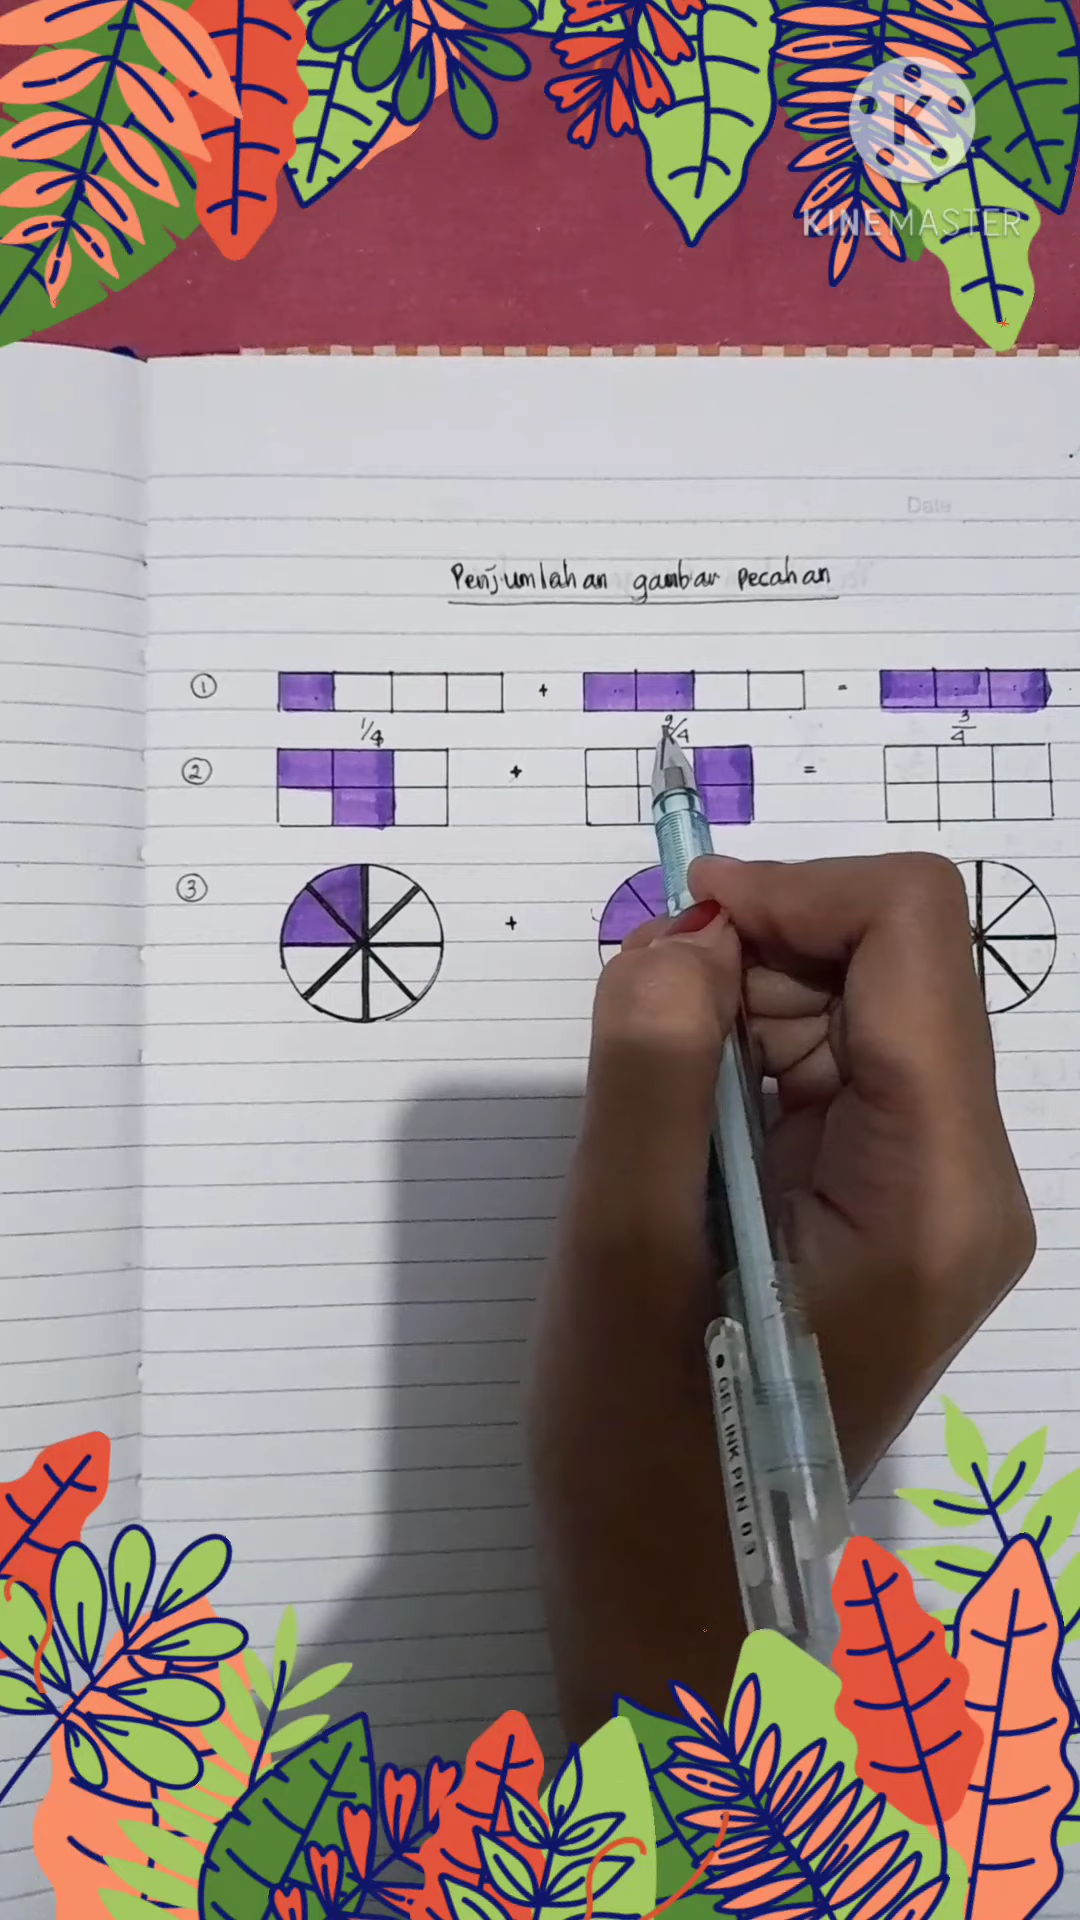 KINEMASTER
Date
Penjumlahan gambar pecahan
1 + =
1/4 2/4 3/4
2 + =
3 +
GEL INK PEN